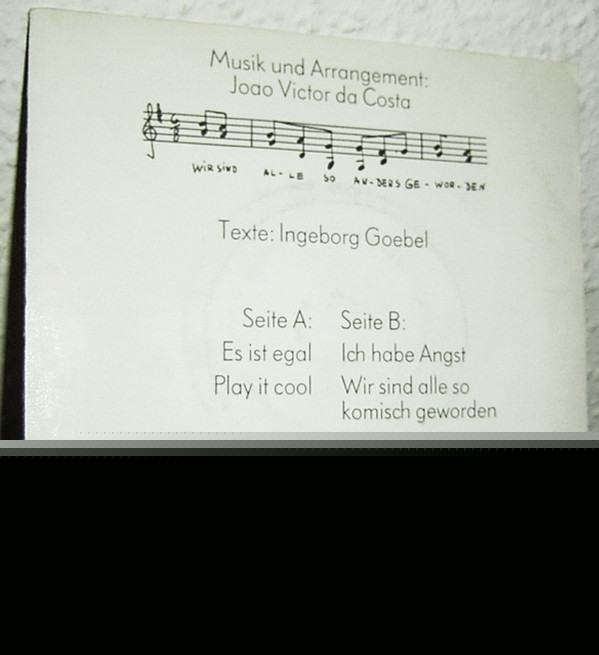 Musik und Arrangement:
Joao Victor da Costa
WIR SIND AL-LE SO AN-DERS GE-WOR-DEN
Texte: Ingeborg Goebel
Seite A:
Es ist egal
Play it cool
Seite B:
Ich habe Angst
Wir sind alle so
komisch geworden